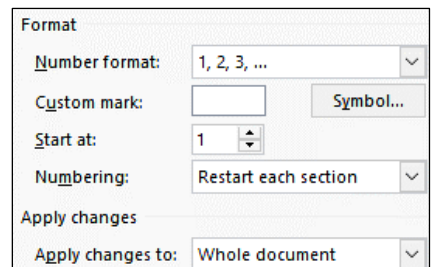 Format
Number format: 1, 2, 3, ...
Custom mark: Symbol...
Start at: 1
Numbering: Restart each section
Apply changes
Apply changes to: Whole document